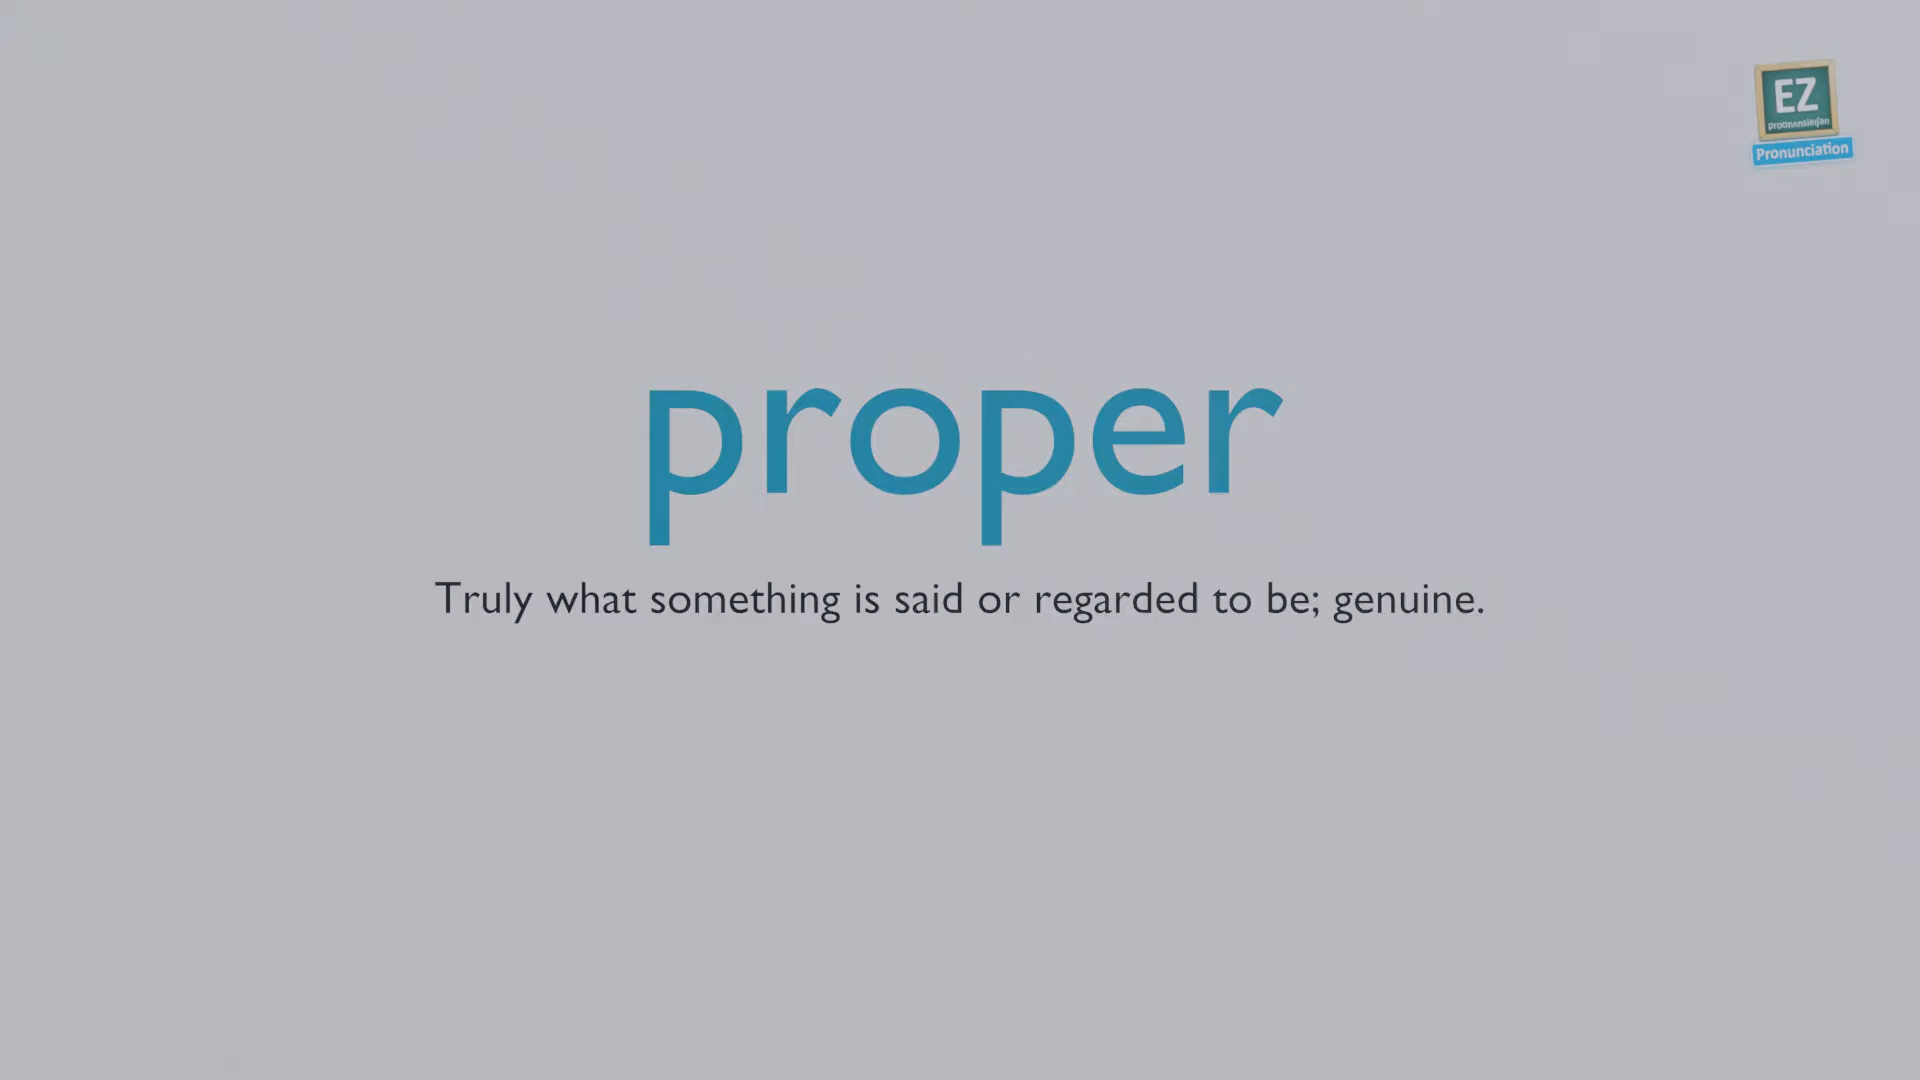 EZ
Pronunciation
proper
Truly what something is said or regarded to be; genuine.